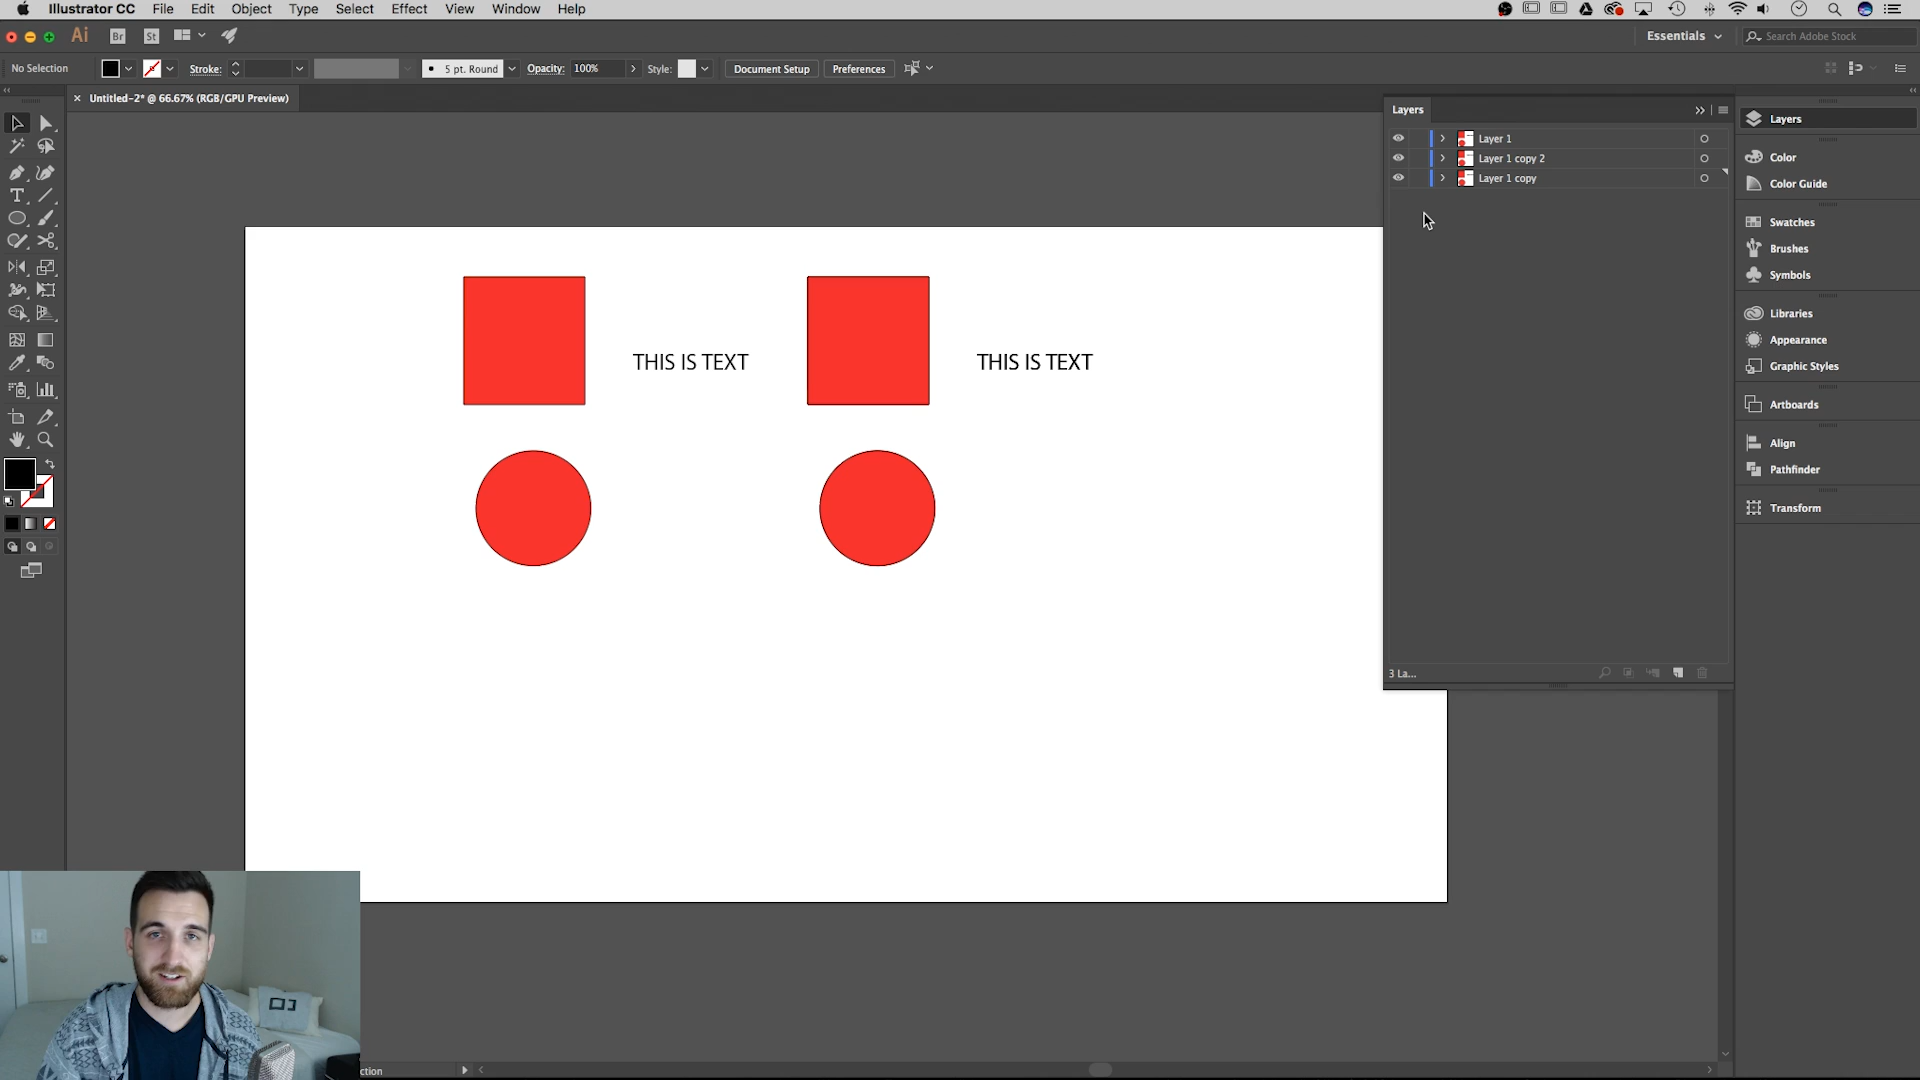 Illustrator CC File Edit Object Type Select Effect View Window Help
Ai Br St Essentials Search Adobe Stock
No Selection Stroke: 5 pt. Round Opacity: 100% Style: Document Setup Preferences
× Untitled-2* @ 66.67% (RGB/GPU Preview)
Layers
Layer 1
Layer 1 copy 2
Layer 1 copy
3 La...
Layers
Color
Color Guide
Swatches
Brushes
Symbols
Libraries
Appearance
Graphic Styles
Artboards
Align
Pathfinder
Transform
THIS IS TEXT THIS IS TEXT
ction